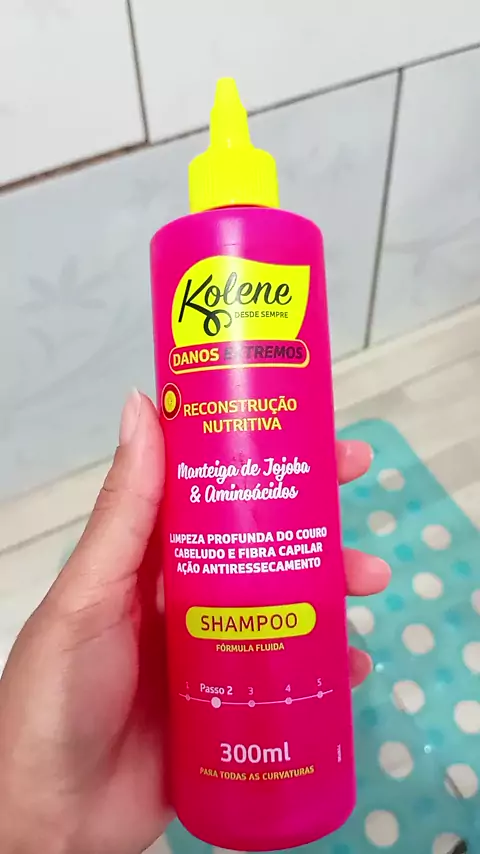 Kolene
DESDE SEMPRE
DANOS EXTREMOS
RECONSTRUÇÃO
NUTRITIVA
Manteiga de Jojoba
& Aminoácidos
LIMPEZA PROFUNDA DO COURO
CABELUDO E FIBRA CAPILAR
AÇÃO ANTIRESSECAMENTO
SHAMPOO
FÓRMULA FLUIDA
1 Passo 2 3 4 5
300ml
PARA TODAS AS CURVATURAS